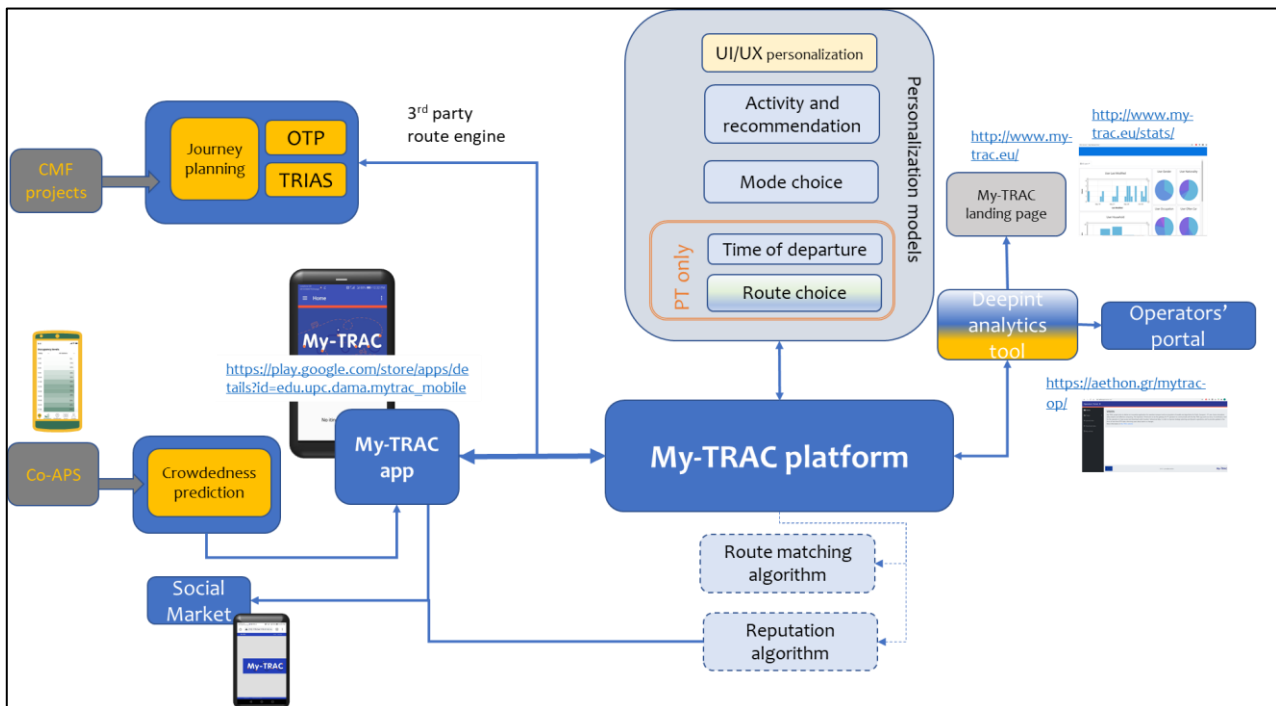 UI/UX personalization
Activity and
recommendation
Mode choice
PT only
Time of departure
Route choice
Personalization models
3rd party
route engine
Journey
planning
OTP
TRIAS
CMF
projects
http://www.my-
trac.eu/
http://www.my-
trac.eu/stats/
My-TRAC
landing page
Deepint
analytics
tool
Operators'
portal
https://aethon.gr/mytrac-
op/
Home
My-TRAC
https://play.google.com/store/apps/de
tails?id=edu.upc.dama.mytrac_mobile
My-TRAC
app
My-TRAC platform
Co-APS
Crowdedness
prediction
Social
Market
My-TRAC
Route matching
algorithm
Reputation
algorithm